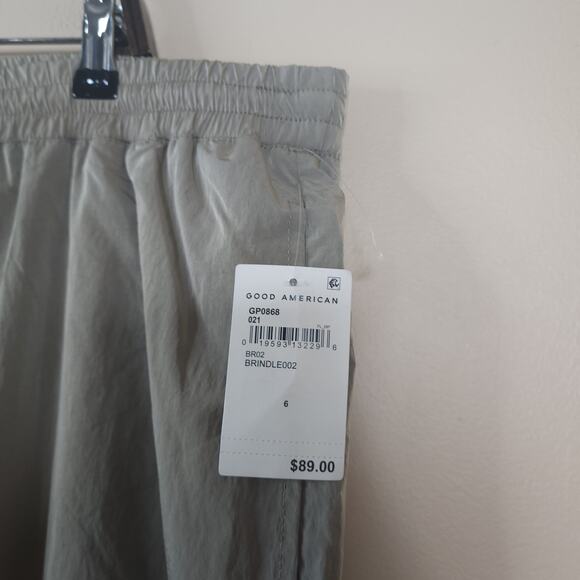 GOOD AMERICAN
GP0868
021
0 19593 13229 6
BR02
BRINDLE002
6
$89.00